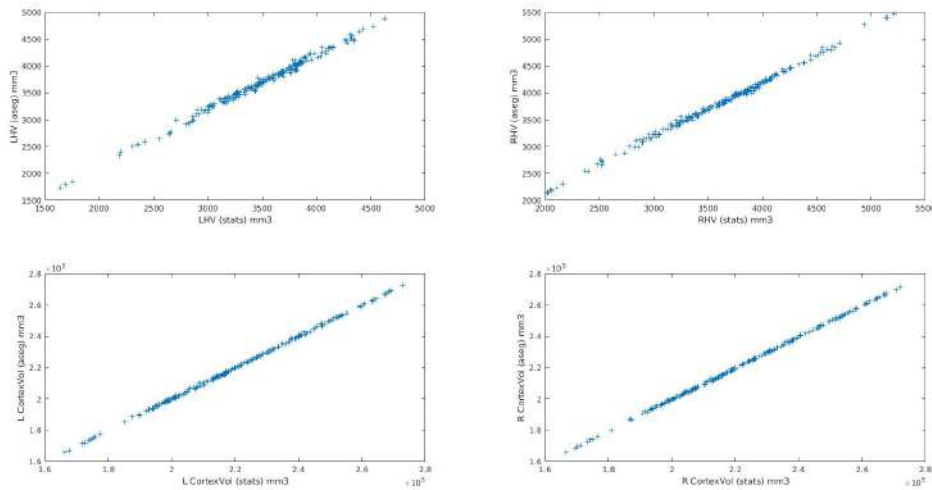 5000
4500
4000
3500
3000
2500
2000
1500
LHV (aseg) mm3
1500 2000 2500 3000 3500 4000 4500 5000
LHV (stats) mm3
5500
5000
4500
4000
3500
3000
2500
2000
RHV (aseg) mm3
2000 2500 3000 3500 4000 4500 5000 5500
RHV (stats) mm3
2.8
2.6
2.4
2.2
2
1.8
1.6
L CortexVol (aseg) mm3
1.6 1.8 2 2.2 2.4 2.6 2.8
L CortexVol (stats) mm3
×10⁵
2.8 ×10⁵
2.6
2.4
2.2
2
1.8
1.6
R CortexVol (aseg) mm3
1.6 1.8 2 2.2 2.4 2.6 2.8
R CortexVol (stats) mm3